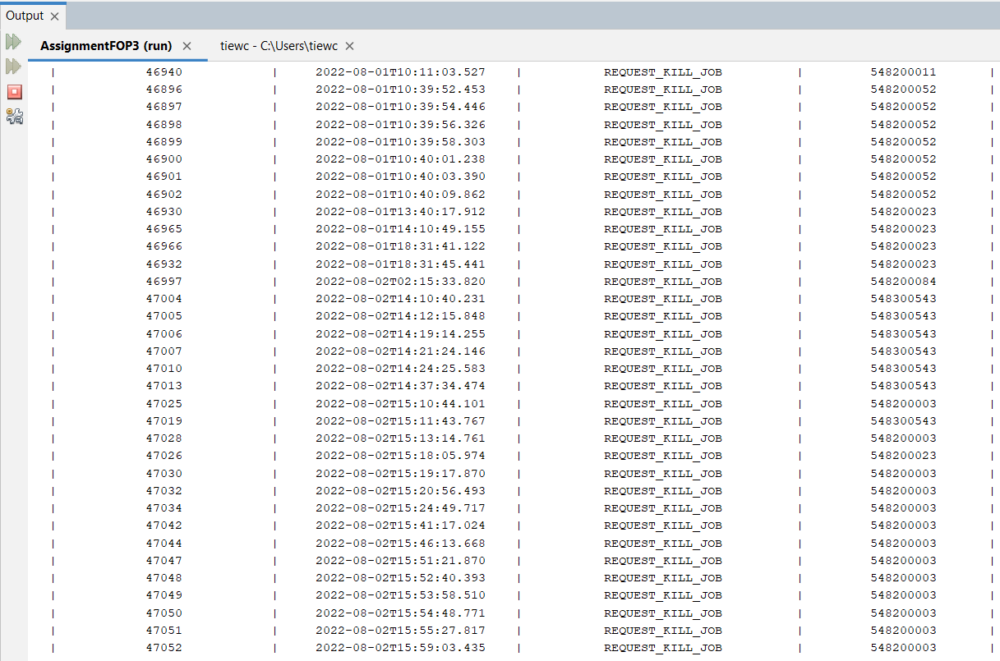 Output
AssignmentFOP3 (run) tiewc - C:\Users\tiewc
| 46940 | 2022-08-01T10:11:03.527 | REQUEST_KILL_JOB | 548200011 |
| 46896 | 2022-08-01T10:39:52.453 | REQUEST_KILL_JOB | 548200052 |
| 46897 | 2022-08-01T10:39:54.446 | REQUEST_KILL_JOB | 548200052 |
| 46898 | 2022-08-01T10:39:56.326 | REQUEST_KILL_JOB | 548200052 |
| 46899 | 2022-08-01T10:39:58.303 | REQUEST_KILL_JOB | 548200052 |
| 46900 | 2022-08-01T10:40:01.238 | REQUEST_KILL_JOB | 548200052 |
| 46901 | 2022-08-01T10:40:03.390 | REQUEST_KILL_JOB | 548200052 |
| 46902 | 2022-08-01T10:40:09.862 | REQUEST_KILL_JOB | 548200052 |
| 46930 | 2022-08-01T13:40:17.912 | REQUEST_KILL_JOB | 548200023 |
| 46965 | 2022-08-01T14:10:49.155 | REQUEST_KILL_JOB | 548200023 |
| 46966 | 2022-08-01T18:31:41.122 | REQUEST_KILL_JOB | 548200023 |
| 46932 | 2022-08-01T18:31:45.441 | REQUEST_KILL_JOB | 548200023 |
| 46997 | 2022-08-02T02:15:33.820 | REQUEST_KILL_JOB | 548200084 |
| 47004 | 2022-08-02T14:10:40.231 | REQUEST_KILL_JOB | 548300543 |
| 47005 | 2022-08-02T14:12:15.848 | REQUEST_KILL_JOB | 548300543 |
| 47006 | 2022-08-02T14:19:14.255 | REQUEST_KILL_JOB | 548300543 |
| 47007 | 2022-08-02T14:21:24.146 | REQUEST_KILL_JOB | 548300543 |
| 47010 | 2022-08-02T14:24:25.583 | REQUEST_KILL_JOB | 548300543 |
| 47013 | 2022-08-02T14:37:34.474 | REQUEST_KILL_JOB | 548300543 |
| 47025 | 2022-08-02T15:10:44.101 | REQUEST_KILL_JOB | 548200003 |
| 47019 | 2022-08-02T15:11:43.767 | REQUEST_KILL_JOB | 548300543 |
| 47028 | 2022-08-02T15:13:14.761 | REQUEST_KILL_JOB | 548200003 |
| 47026 | 2022-08-02T15:18:05.974 | REQUEST_KILL_JOB | 548200023 |
| 47030 | 2022-08-02T15:19:17.870 | REQUEST_KILL_JOB | 548200003 |
| 47032 | 2022-08-02T15:20:56.493 | REQUEST_KILL_JOB | 548200003 |
| 47034 | 2022-08-02T15:24:49.717 | REQUEST_KILL_JOB | 548200003 |
| 47042 | 2022-08-02T15:41:17.024 | REQUEST_KILL_JOB | 548200003 |
| 47044 | 2022-08-02T15:46:13.668 | REQUEST_KILL_JOB | 548200003 |
| 47047 | 2022-08-02T15:51:21.870 | REQUEST_KILL_JOB | 548200003 |
| 47048 | 2022-08-02T15:52:40.393 | REQUEST_KILL_JOB | 548200003 |
| 47049 | 2022-08-02T15:53:58.510 | REQUEST_KILL_JOB | 548200003 |
| 47050 | 2022-08-02T15:54:48.771 | REQUEST_KILL_JOB | 548200003 |
| 47051 | 2022-08-02T15:55:27.817 | REQUEST_KILL_JOB | 548200003 |
| 47052 | 2022-08-02T15:59:03.435 | REQUEST_KILL_JOB | 548200003 |